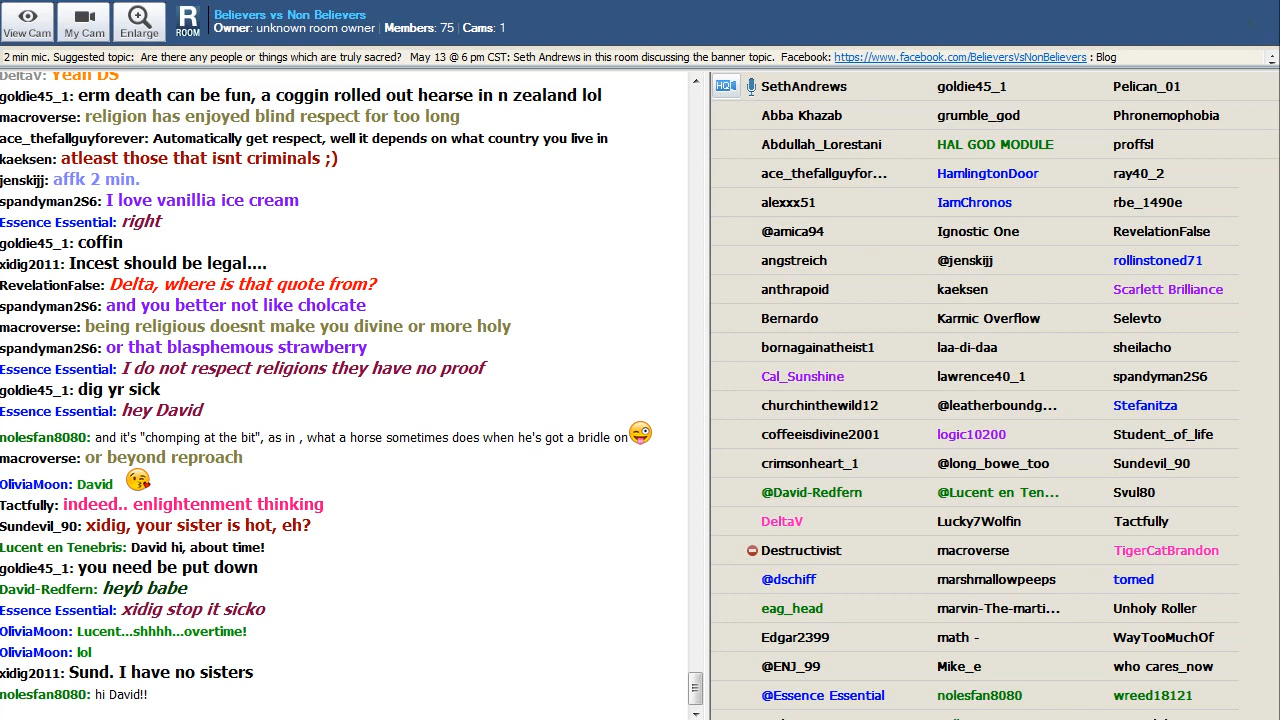 View Cam
My Cam
Enlarge
R
ROOM
Believers vs Non Believers
Owner: unknown room owner | Members: 75 | Cams: 1
2 min mic. Suggested topic: Are there any people or things which are truly sacred? May 13 @ 6 pm CST: Seth Andrews in this room discussing the banner topic. Facebook: https://www.facebook.com/BelieversVsNonBelievers : Blog
DeltaV: Yeah DS
goldie45_1: erm death can be fun, a coggin rolled out hearse in n zealand lol
macroverse: religion has enjoyed blind respect for too long
ace_thefallguyforever: Automatically get respect, well it depends on what country you live in
kaeksen: atleast those that isnt criminals ;)
jenskijj: affk 2 min.
spandyman2S6: I love vanillia ice cream
Essence Essential: right
goldie45_1: coffin
xidig2011: Incest should be legal....
RevelationFalse: Delta, where is that quote from?
spandyman2S6: and you better not like cholcate
macroverse: being religious doesnt make you divine or more holy
spandyman2S6: or that blasphemous strawberry
Essence Essential: I do not respect religions they have no proof
goldie45_1: dig yr sick
Essence Essential: hey David
nolesfan8080: and it's "chomping at the bit", as in , what a horse sometimes does when he's got a bridle on
macroverse: or beyond reproach
OliviaMoon: David
Tactfully: indeed.. enlightenment thinking
Sundevil_90: xidig, your sister is hot, eh?
Lucent en Tenebris: David hi, about time!
goldie45_1: you need be put down
David-Redfern: heyb babe
Essence Essential: xidig stop it sicko
OliviaMoon: Lucent...shhhh...overtime!
OliviaMoon: lol
xidig2011: Sund. I have no sisters
nolesfan8080: hi David!!
HQ
SethAndrews goldie45_1 Pelican_01
Abba Khazab grumble_god Phronemophobia
Abdullah_Lorestani HAL GOD MODULE proffsl
ace_thefallguyfor... HamlingtonDoor ray40_2
alexxx51 IamChronos rbe_1490e
@amica94 Ignostic One RevelationFalse
angstreich @jenskijj rollinstoned71
anthrapoid kaeksen Scarlett Brilliance
Bernardo Karmic Overflow Selevto
bornagainatheist1 laa-di-daa sheilacho
Cal_Sunshine lawrence40_1 spandyman2S6
churchinthewild12 @leatherboundg... Stefanitza
coffeeisdivine2001 logic10200 Student_of_life
crimsonheart_1 @long_bowe_too Sundevil_90
@David-Redfern @Lucent en Ten... Svul80
DeltaV Lucky7Wolfin Tactfully
Destructivist macroverse TigerCatBrandon
@dschiff marshmallowpeeps tomed
eag_head marvin-The-marti... Unholy Roller
Edgar2399 math - WayTooMuchOf
@ENJ_99 Mike_e who cares_now
@Essence Essential nolesfan8080 wreed18121